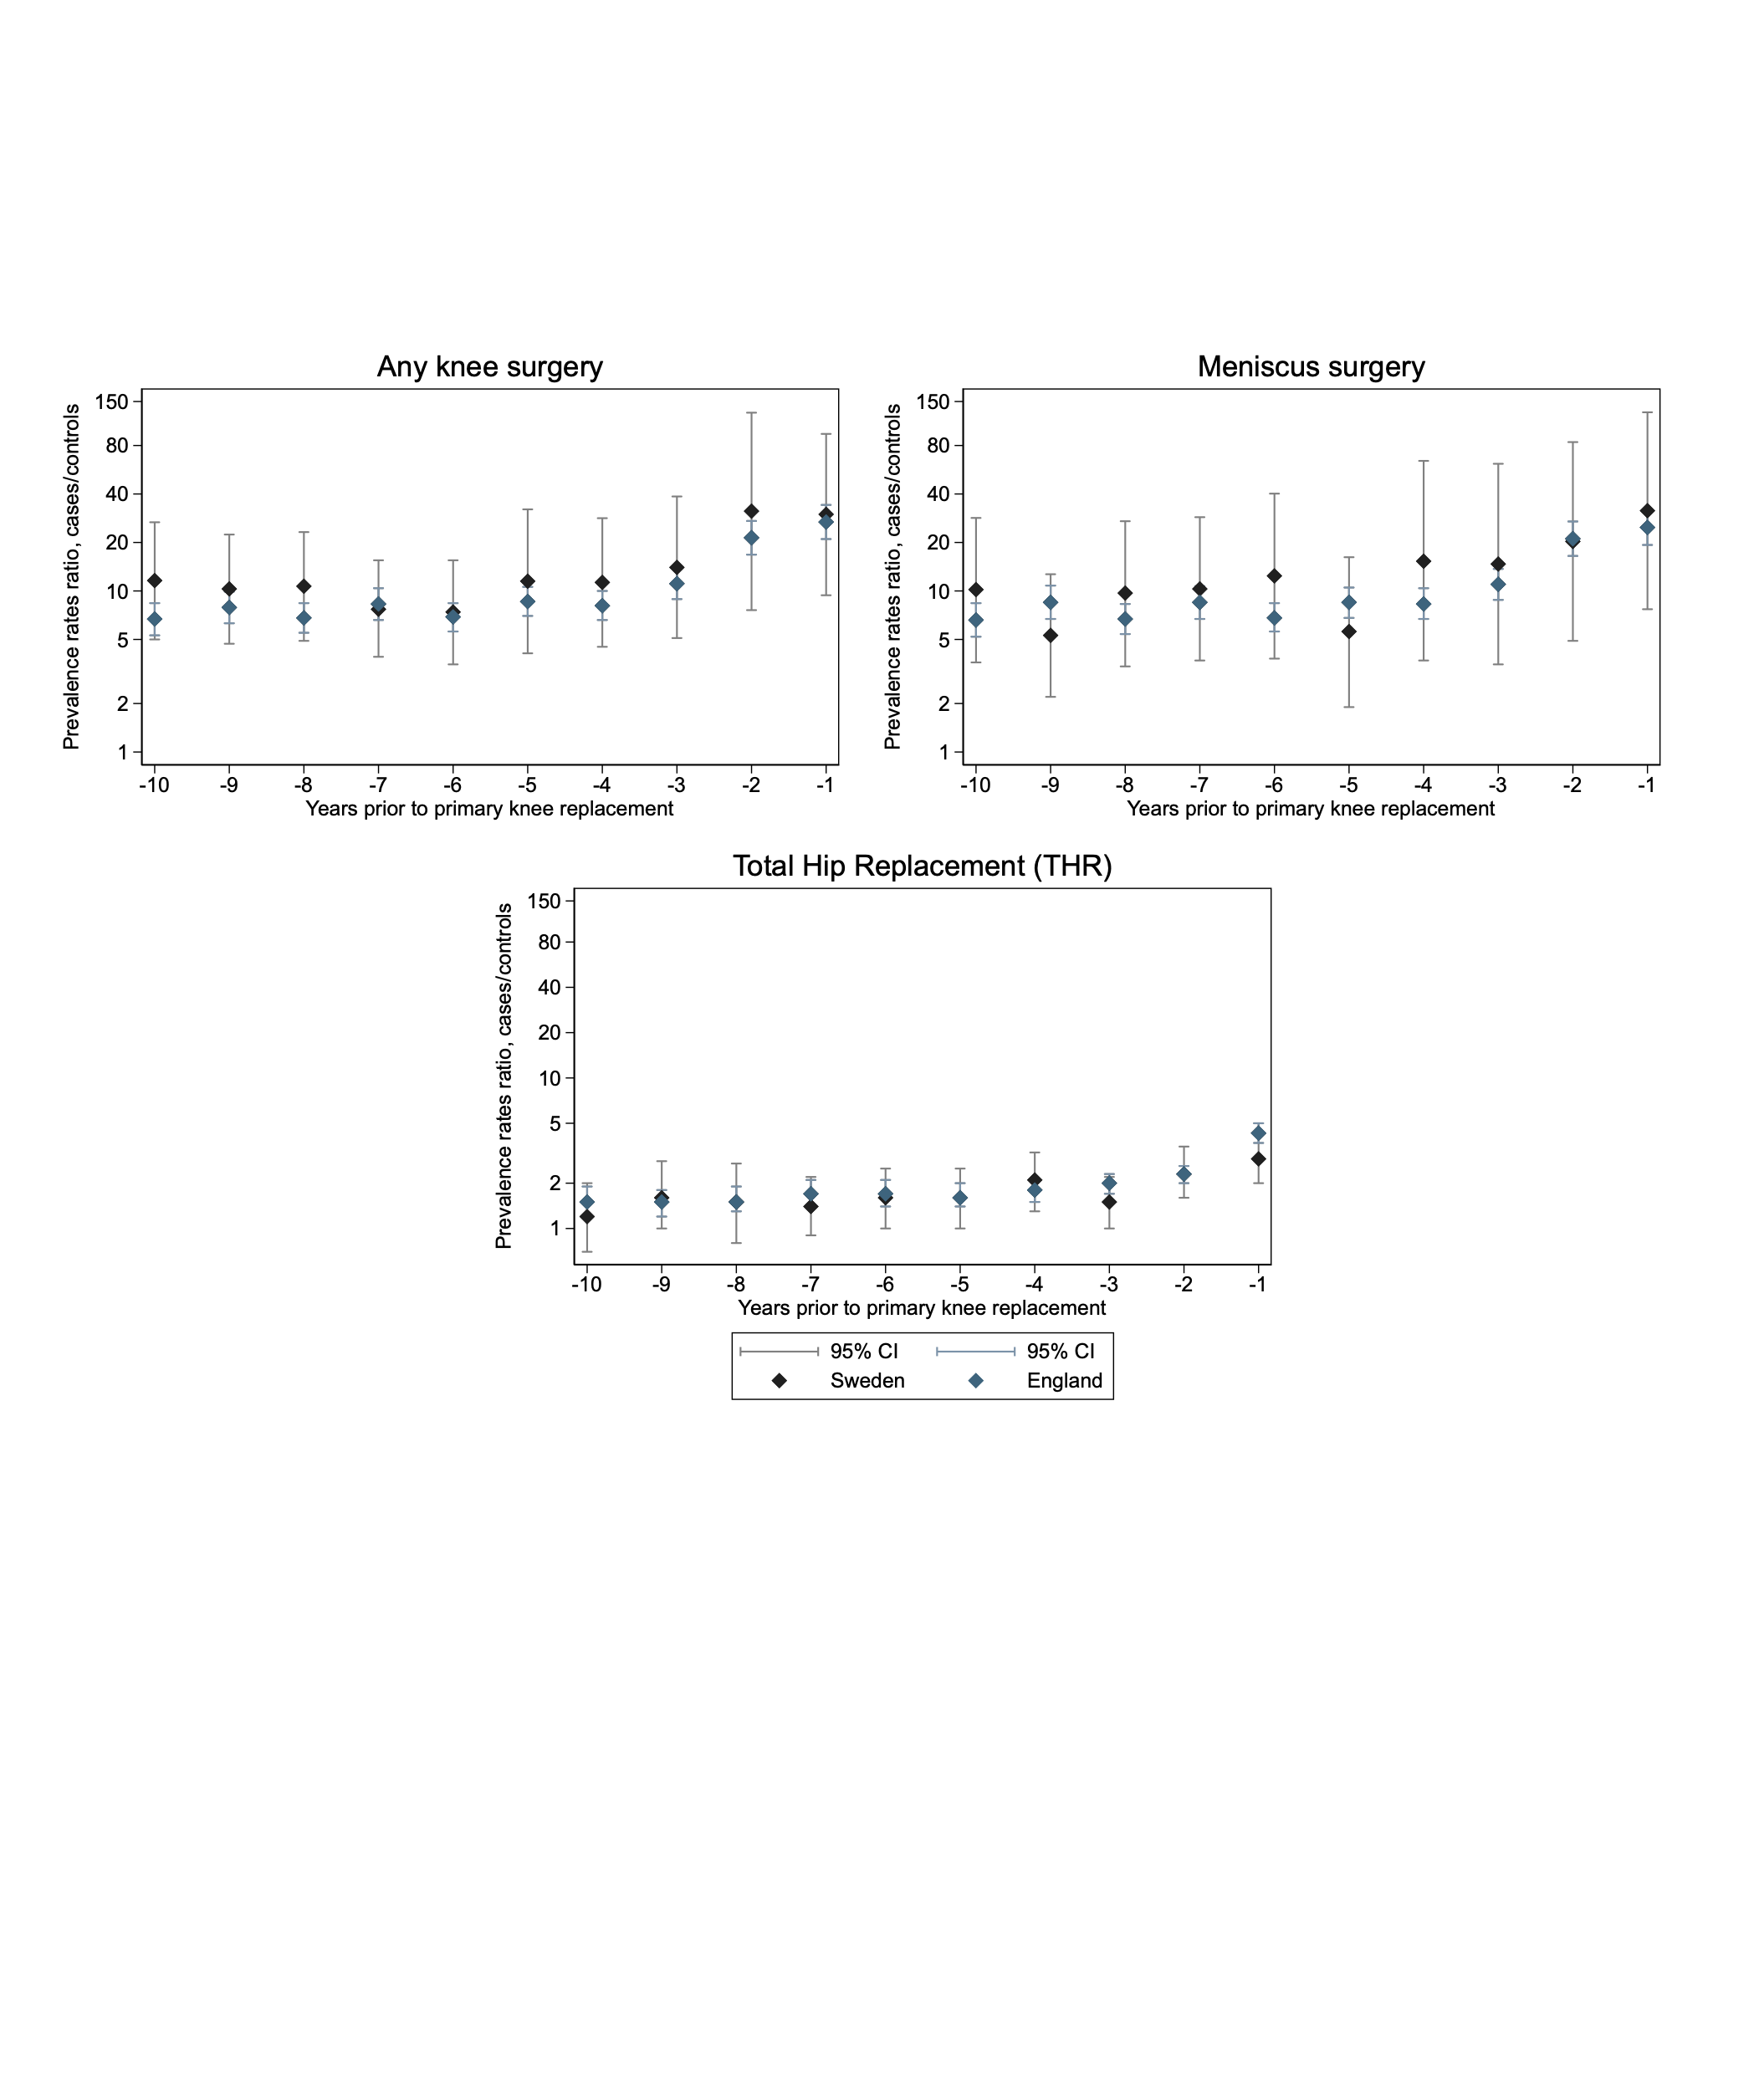 Any knee surgery
Prevalence rates ratio, cases/controls
150
80
40
20
10
5
2
1
-10 -9 -8 -7 -6 -5 -4 -3 -2 -1
Years prior to primary knee replacement
Meniscus surgery
Prevalence rates ratio, cases/controls
150
80
40
20
10
5
2
1
-10 -9 -8 -7 -6 -5 -4 -3 -2 -1
Years prior to primary knee replacement
Total Hip Replacement (THR)
Prevalence rates ratio, cases/controls
150
80
40
20
10
5
2
1
-10 -9 -8 -7 -6 -5 -4 -3 -2 -1
Years prior to primary knee replacement
95% CI 95% CI
Sweden England